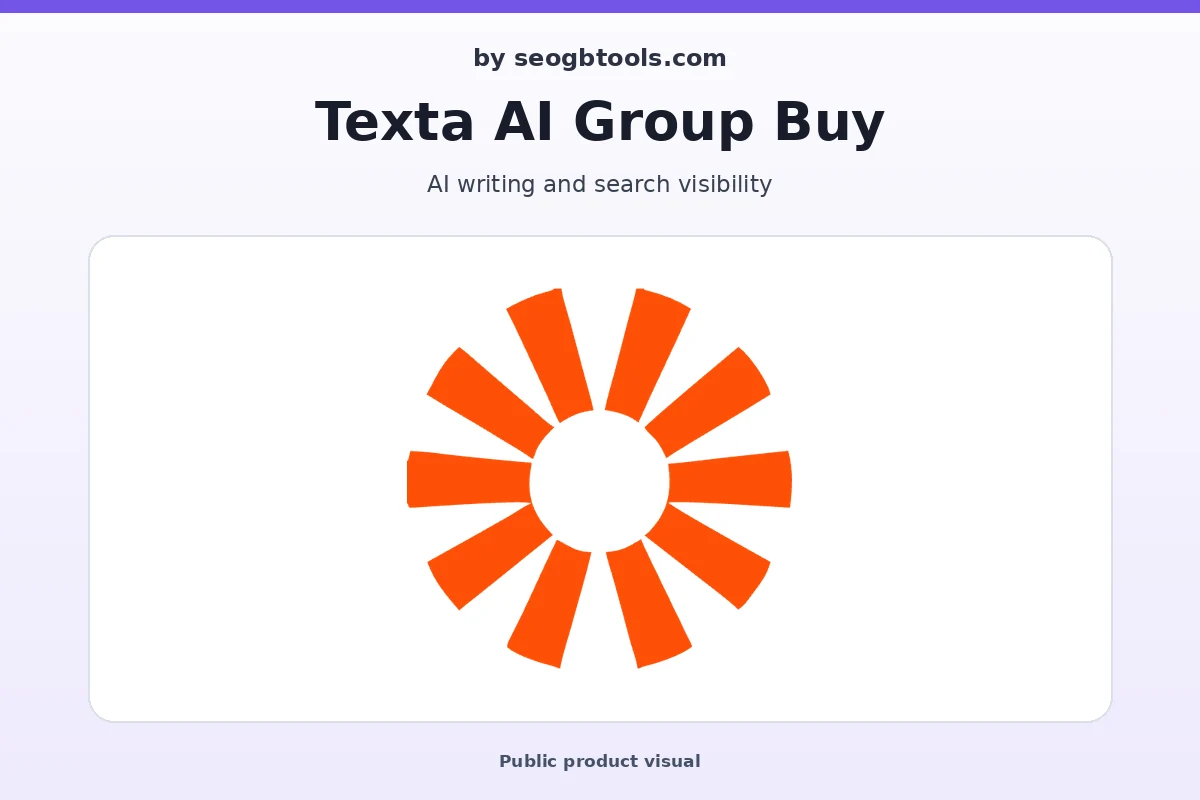 by seogbtools.com
Texta AI Group Buy
AI writing and search visibility
Public product visual